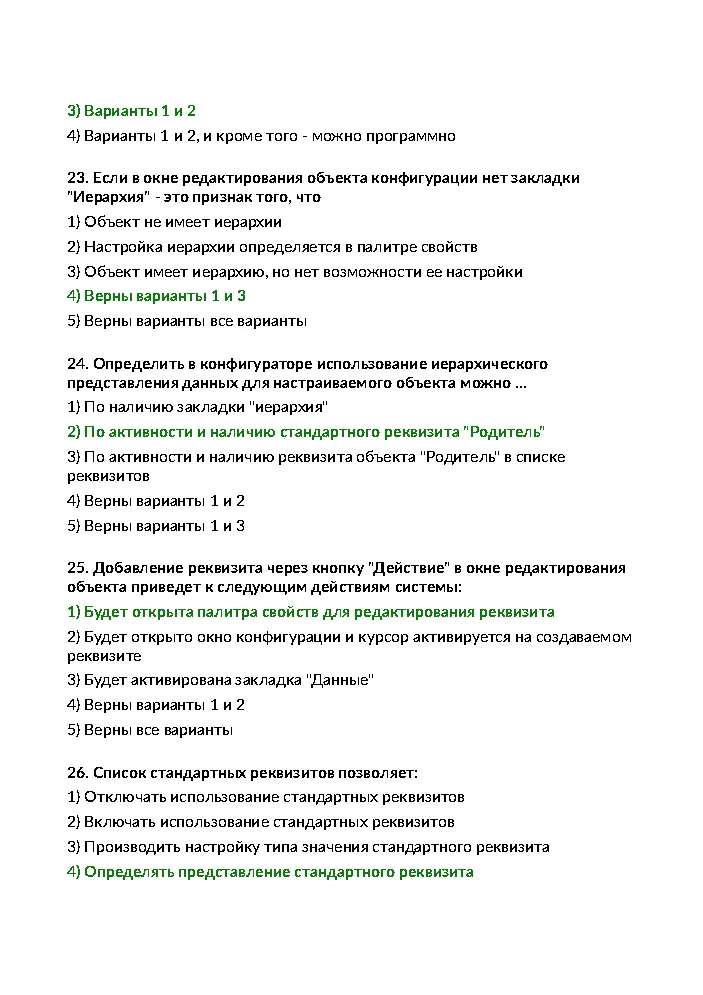 3) Варианты 1 и 2
4) Варианты 1 и 2, и кроме того - можно программно
23. Если в окне редактирования объекта конфигурации нет закладки
"Иерархия" - это признак того, что
1) Объект не имеет иерархии
2) Настройка иерархии определяется в палитре свойств
3) Объект имеет иерархию, но нет возможности ее настройки
4) Верны варианты 1 и 3
5) Верны варианты все варианты
24. Определить в конфигураторе использование иерархического
представления данных для настраиваемого объекта можно ...
1) По наличию закладки "иерархия"
2) По активности и наличию стандартного реквизита "Родитель"
3) По активности и наличию реквизита объекта "Родитель" в списке
реквизитов
4) Верны варианты 1 и 2
5) Верны варианты 1 и 3
25. Добавление реквизита через кнопку "Действие" в окне редактирования
объекта приведет к следующим действиям системы:
1) Будет открыта палитра свойств для редактирования реквизита
2) Будет открыто окно конфигурации и курсор активируется на создаваемом
реквизите
3) Будет активирована закладка "Данные"
4) Верны варианты 1 и 2
5) Верны все варианты
26. Список стандартных реквизитов позволяет:
1) Отключать использование стандартных реквизитов
2) Включать использование стандартных реквизитов
3) Производить настройку типа значения стандартного реквизита
4) Определять представление стандартного реквизита